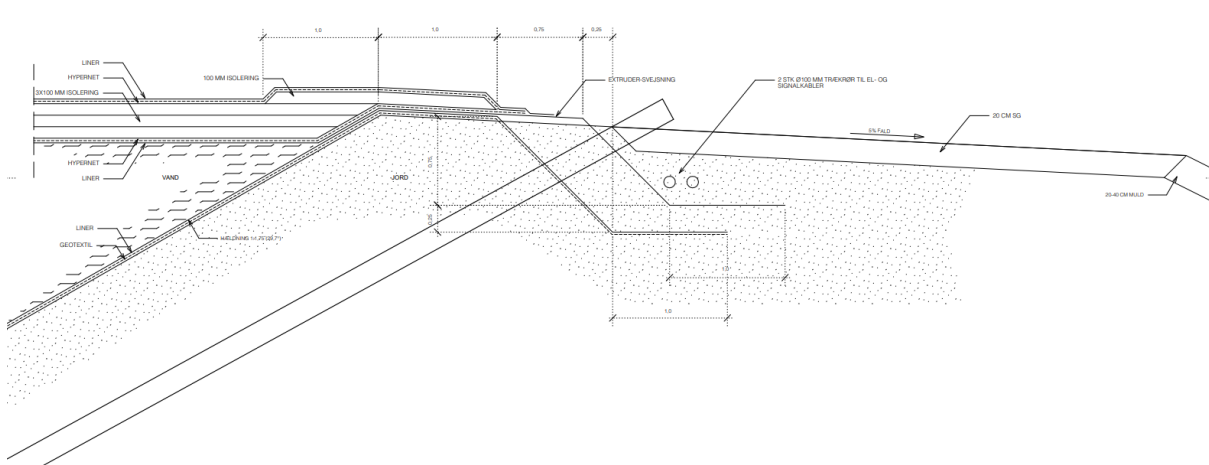 1,0
1,0
0,75
0,25
LINER
HYPERNET
3X100 MM ISOLERING
100 MM ISOLERING
EXTRUDER-SVEJSNING
2 STK Ø100 MM TRÆKRØR TIL EL- OG
SIGNALKABLER
20 CM SG
5% FALD
HYPERNET
LINER
VAND
JORD
0,75
20-40 CM MULD
0,25
LINER
GEOTEXTIL
1,0
1,0